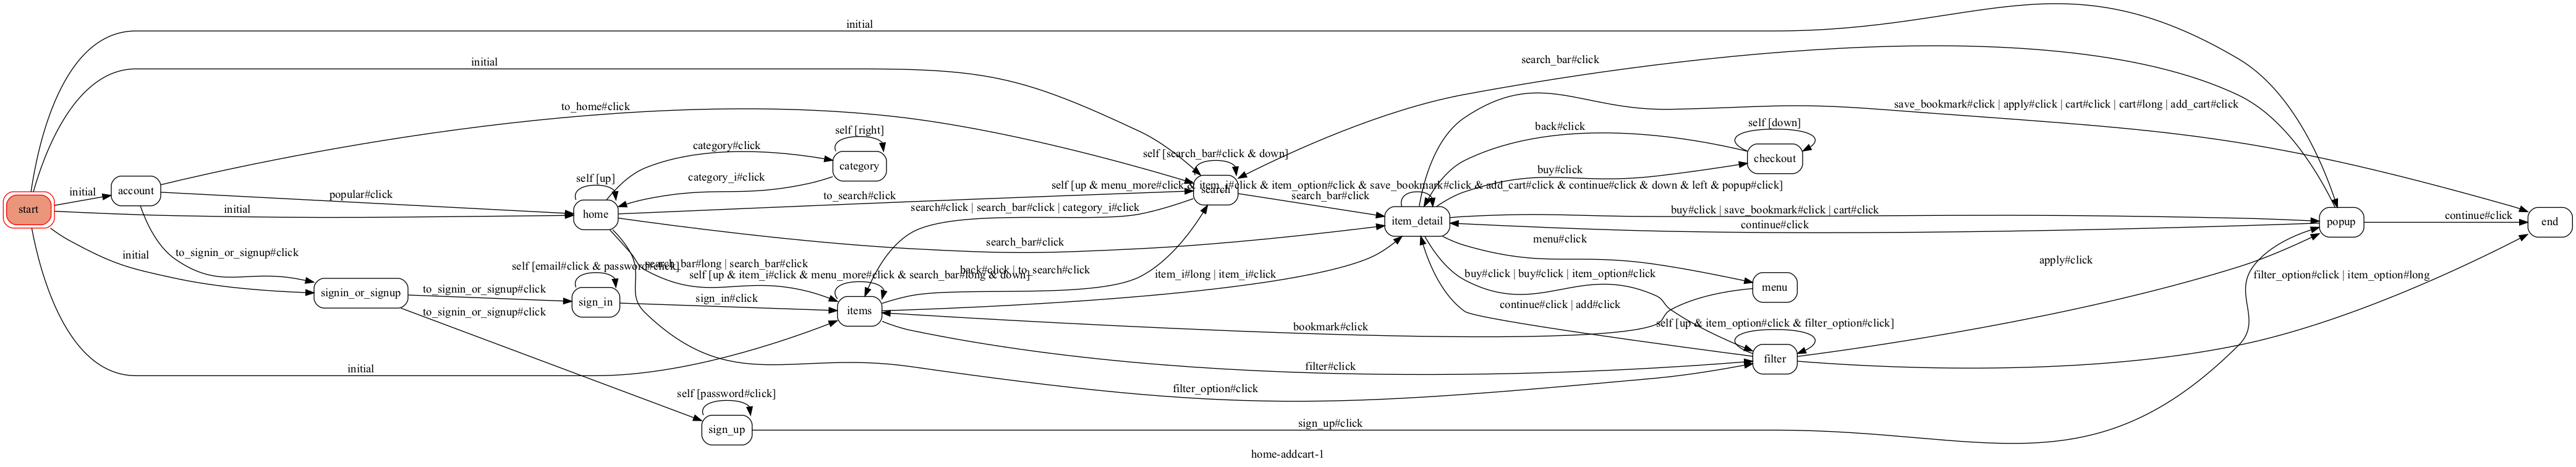 initial
initial
search_bar#click
to_home#click
save_bookmark#click | apply#click | cart#click | cart#long | add_cart#click
self [right]
back#click
self [down]
category#click
category
self [search_bar#click & down]
checkout
self [up]
category_i#click
buy#click
initial
account
popular#click
to_search#click
search
self [up & menu_more#click & item_i#click & item_option#click & save_bookmark#click & add_cart#click & continue#click & down & left & popup#click]
search_bar#click
start
initial
home
search#click | search_bar#click | category_i#click
item_detail
buy#click | save_bookmark#click | cart#click
continue#click
popup
continue#click
end
search_bar#click
menu#click
to_signin_or_signup#click
initial
self [email#click & password#click]
search_bar#long | search_bar#click
self [up & item_i#click & menu_more#click & search_bar#long & down]
back#click | to_search#click
item_i#long | item_i#click
buy#click | buy#click | item_option#click
apply#click
filter_option#click | item_option#long
signin_or_signup
to_signin_or_signup#click
sign_in
sign_in#click
items
continue#click | add#click
menu
to_signin_or_signup#click
bookmark#click
self [up & item_option#click & filter_option#click]
initial
filter#click
filter
filter_option#click
self [password#click]
sign_up
sign_up#click
home-addcart-1